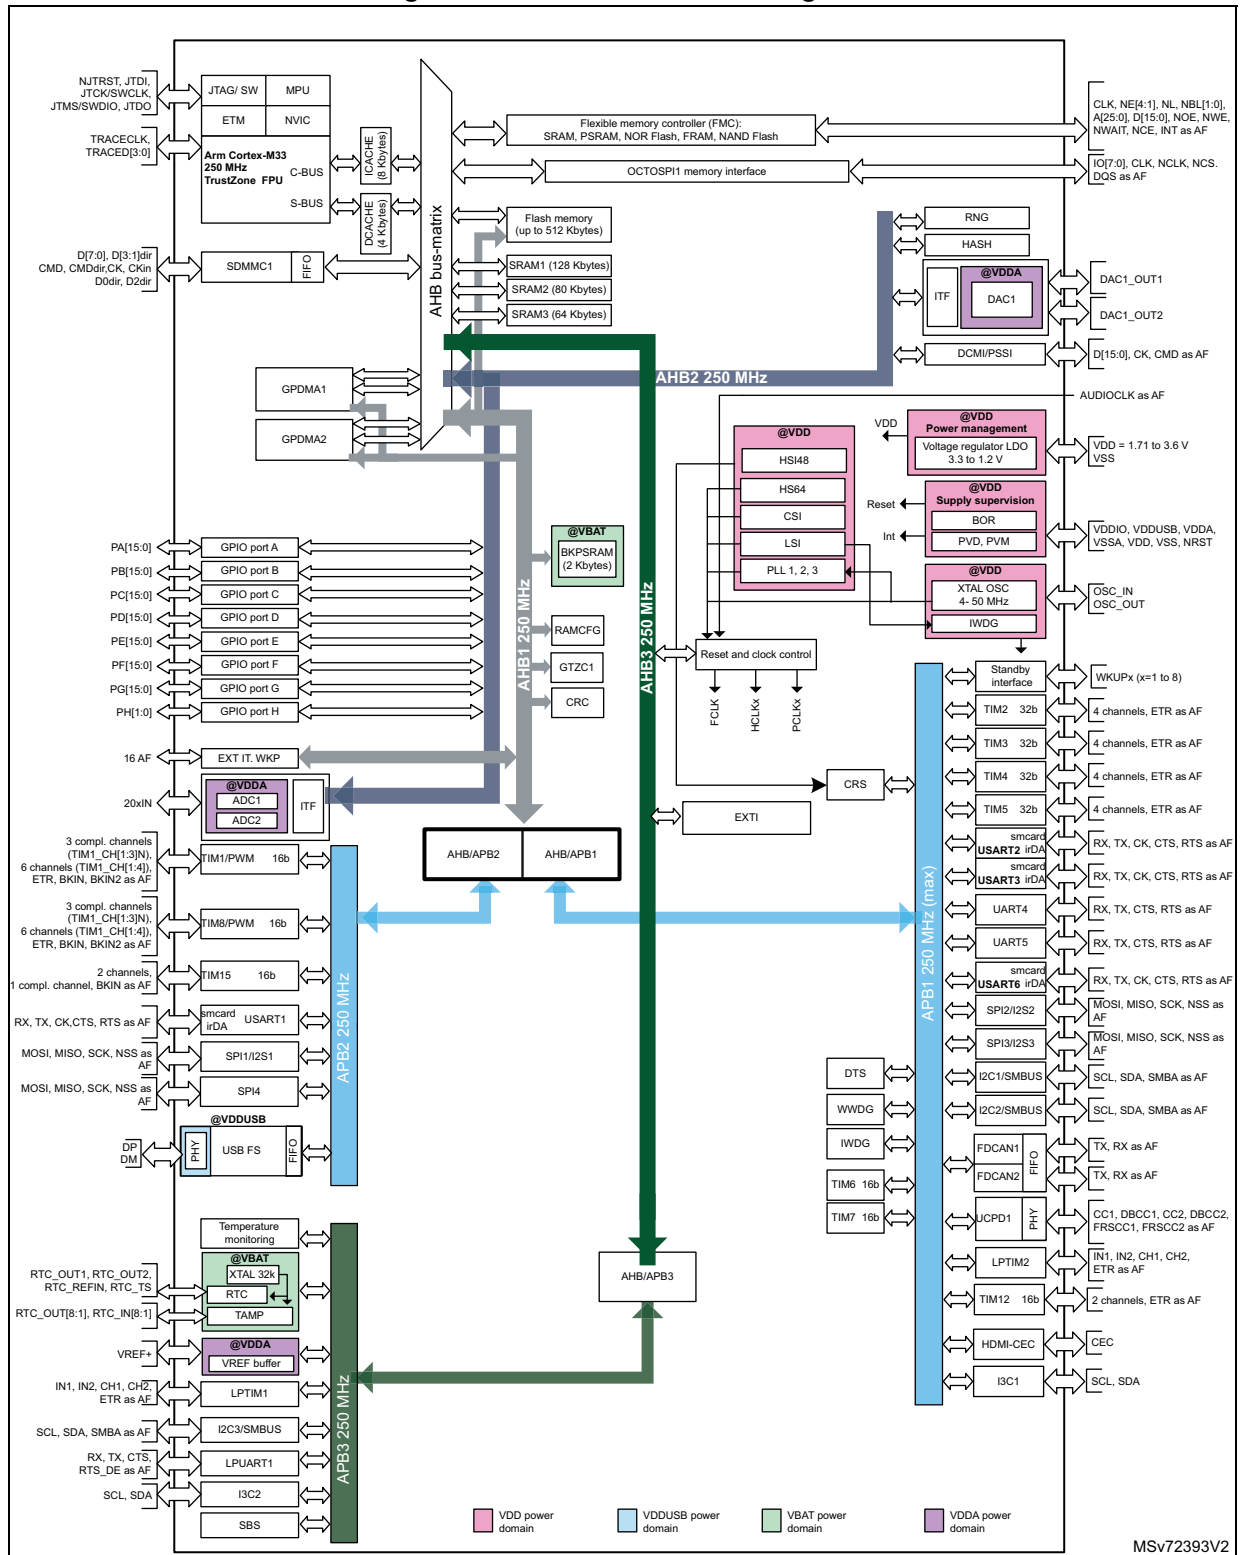 NJTRST, JTDI,
JTCK/SWCLK,
JTMS/SWDIO, JTDO
TRACECLK,
TRACED[3:0]
JTAG/ SW
MPU
ETM
NVIC
Arm Cortex-M33
250 MHz
TrustZone FPU
C-BUS
S-BUS
ICACHE
(8 Kbytes)
DCACHE
(4 Kbytes)
AHB bus-matrix
Flexible memory controller (FMC):
SRAM, PSRAM, NOR Flash, FRAM, NAND Flash
CLK, NE[4:1], NL, NBL[1:0],
A[25:0], D[15:0], NOE, NWE,
NWAIT, NCE, INT as AF
OCTOSPI1 memory interface
IO[7:0], CLK, NCLK, NCS.
DQS as AF
Flash memory
(up to 512 Kbytes)
SRAM1 (128 Kbytes)
SRAM2 (80 Kbytes)
SRAM3 (64 Kbytes)
D[7:0], D[3:1]dir
CMD, CMDdir,CK, CKin
D0dir, D2dir
SDMMC1
FIFO
GPDMA1
GPDMA2
RNG
HASH
ITF
@VDDA
DAC1
DAC1_OUT1
DAC1_OUT2
DCMI/PSSI
D[15:0], CK, CMD as AF
AHB2 250 MHz
AUDIOCLK as AF
@VDD
HSI48
HS64
CSI
LSI
PLL 1, 2, 3
VDD
@VDD
Power management
Voltage regulator LDO
3.3 to 1.2 V
VDD = 1.71 to 3.6 V
VSS
Reset
Int
@VDD
Supply supervision
BOR
PVD, PVM
VDDIO, VDDUSB, VDDA,
VSSA, VDD, VSS, NRST
@VDD
XTAL OSC
4- 50 MHz
IWDG
OSC_IN
OSC_OUT
PA[15:0]
GPIO port A
PB[15:0]
GPIO port B
PC[15:0]
GPIO port C
PD[15:0]
GPIO port D
PE[15:0]
GPIO port E
PF[15:0]
GPIO port F
PG[15:0]
GPIO port G
PH[1:0]
GPIO port H
@VBAT
BKPSRAM
(2 Kbytes)
RAMCFG
GTZC1
CRC
AHB1 250 MHz
AHB3 250 MHz
Reset and clock control
FCLK
HCLKx
PCLKx
Standby
interface
WKUPx (x=1 to 8)
16 AF
EXT IT. WKP
20xIN
@VDDA
ADC1
ADC2
ITF
AHB/APB2
AHB/APB1
CRS
EXTI
TIM2 32b
4 channels, ETR as AF
TIM3 32b
4 channels, ETR as AF
TIM4 32b
4 channels, ETR as AF
TIM5 32b
4 channels, ETR as AF
smcard
USART2 irDA
RX, TX, CK, CTS, RTS as AF
smcard
USART3 irDA
RX, TX, CK, CTS, RTS as AF
UART4
RX, TX, CTS, RTS as AF
UART5
RX, TX, CTS, RTS as AF
smcard
USART6 irDA
RX, TX, CK, CTS, RTS as AF
SPI2/I2S2
MOSI, MISO, SCK, NSS as
AF
SPI3/I2S3
MOSI, MISO, SCK, NSS as
AF
I2C1/SMBUS
SCL, SDA, SMBA as AF
I2C2/SMBUS
SCL, SDA, SMBA as AF
FDCAN1
FDCAN2
FIFO
TX, RX as AF
TX, RX as AF
UCPD1
PHY
CC1, DBCC1, CC2, DBCC2,
FRSCC1, FRSCC2 as AF
LPTIM2
IN1, IN2, CH1, CH2,
ETR as AF
TIM12 16b
2 channels, ETR as AF
HDMI-CEC
CEC
I3C1
SCL, SDA
APB1 250 MHz (max)
DTS
WWDG
IWDG
TIM6 16b
TIM7 16b
3 compl. channels
(TIM1_CH[1:3]N),
6 channels (TIM1_CH[1:4]),
ETR, BKIN, BKIN2 as AF
TIM1/PWM 16b
3 compl. channels
(TIM1_CH[1:3]N),
6 channels (TIM1_CH[1:4]),
ETR, BKIN, BKIN2 as AF
TIM8/PWM 16b
2 channels,
1 compl. channel, BKIN as AF
TIM15 16b
RX, TX, CK,CTS, RTS as AF
smcard
irDA
USART1
MOSI, MISO, SCK, NSS as
AF
SPI1/I2S1
MOSI, MISO, SCK, NSS as
AF
SPI4
APB2 250 MHz
@VDDUSB
DP
DM
PHY
USB FS
FIFO
Temperature
monitoring
@VBAT
XTAL 32k
RTC
TAMP
RTC_OUT1, RTC_OUT2,
RTC_REFIN, RTC_TS
RTC_OUT[8:1], RTC_IN[8:1]
VREF+
@VDDA
VREF buffer
IN1, IN2, CH1, CH2,
ETR as AF
LPTIM1
SCL, SDA, SMBA as AF
I2C3/SMBUS
RX, TX, CTS,
RTS_DE as AF
LPUART1
SCL, SDA
I3C2
SBS
APB3 250 MHz
AHB/APB3
VDD power
domain
VDDUSB power
domain
VBAT power
domain
VDDA power
domain
MSv72393V2